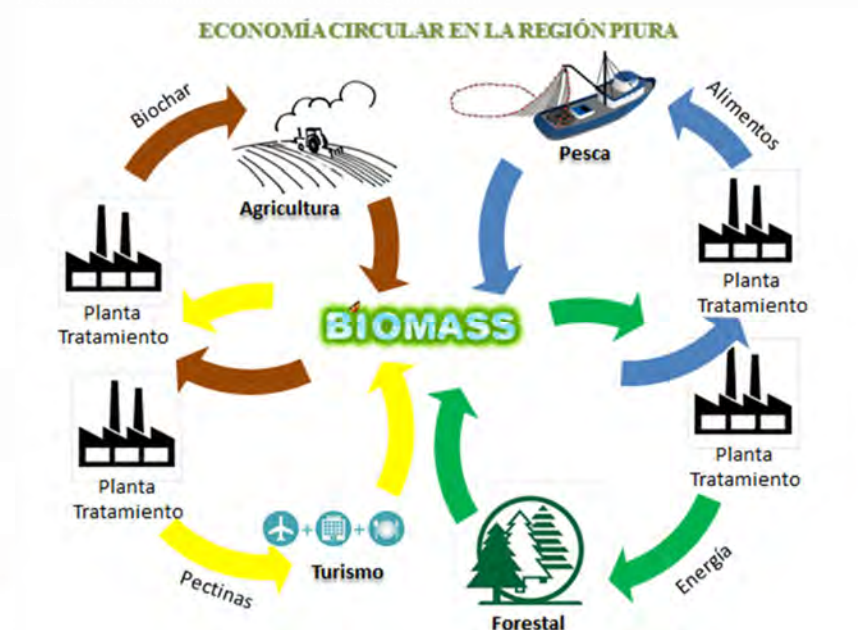 ECONOMÍA CIRCULAR EN LA REGIÓN PIURA
Biochar
Alimentos
Pesca
Agricultura
Planta
Tratamiento
Planta
Tratamiento
BIOMASS
Planta
Tratamiento
Planta
Tratamiento
Pectinas
Turismo
Energía
Forestal